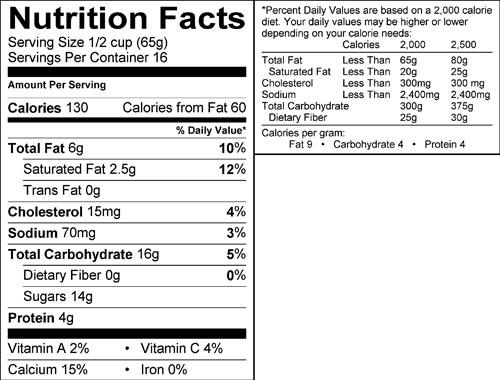 Nutrition Facts
Serving Size 1/2 cup (65g)
Servings Per Container 16
Amount Per Serving
Calories 130 Calories from Fat 60
% Daily Value*
Total Fat 6g 10%
Saturated Fat 2.5g 12%
Trans Fat 0g
Cholesterol 15mg 4%
Sodium 70mg 3%
Total Carbohydrate 16g 5%
Dietary Fiber 0g 0%
Sugars 14g
Protein 4g
Vitamin A 2% • Vitamin C 4%
Calcium 15% • Iron 0%
*Percent Daily Values are based on a 2,000 calorie
diet. Your daily values may be higher or lower
depending on your calorie needs:
Calories 2,000 2,500
Total Fat Less Than 65g 80g
Saturated Fat Less Than 20g 25g
Cholesterol Less Than 300mg 300 mg
Sodium Less Than 2,400mg 2,400mg
Total Carbohydrate 300g 375g
Dietary Fiber 25g 30g
Calories per gram:
Fat 9 • Carbohydrate 4 • Protein 4